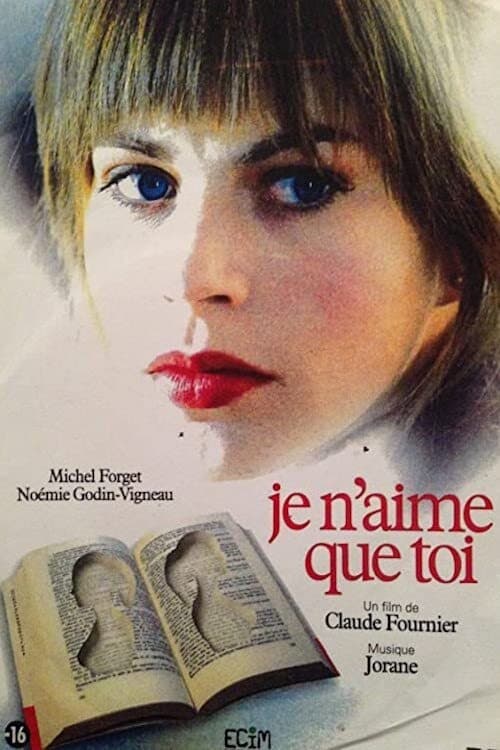 Michel Forget
Noémie Godin-Vigneau
je n'aime
que toi
Un film de
Claude Fournier
Musique
Jorane
-16
ECiM